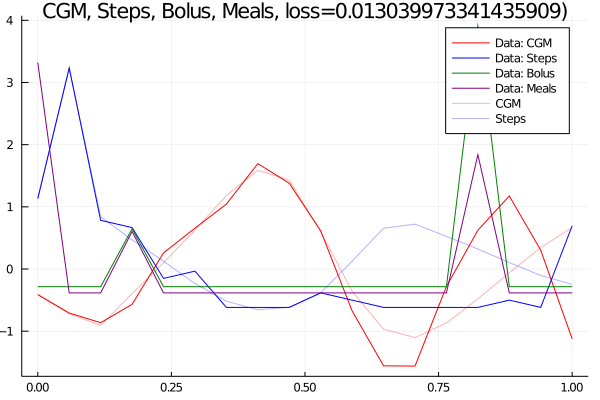 CGM, Steps, Bolus, Meals, loss=0.013039973341435909)
4
3
2
1
0
−1
Data: CGM
Data: Steps
Data: Bolus
Data: Meals
CGM
Steps
0.00 0.25 0.50 0.75 1.00